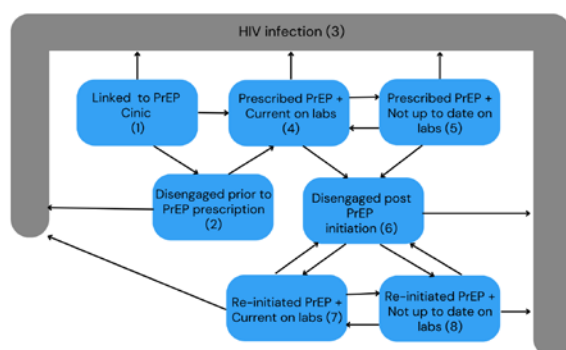 HIV infection (3)
Linked to PrEP
Clinic
(1)
Prescribed PrEP +
Current on labs
(4)
Prescribed PrEP +
Not up to date on
labs (5)
Disengaged prior to
PrEP prescription
(2)
Disengaged post
PrEP
initiation (6)
Re-initiated PrEP +
Current on labs (7)
Re-initiated PrEP +
Not up to date on
labs (8)